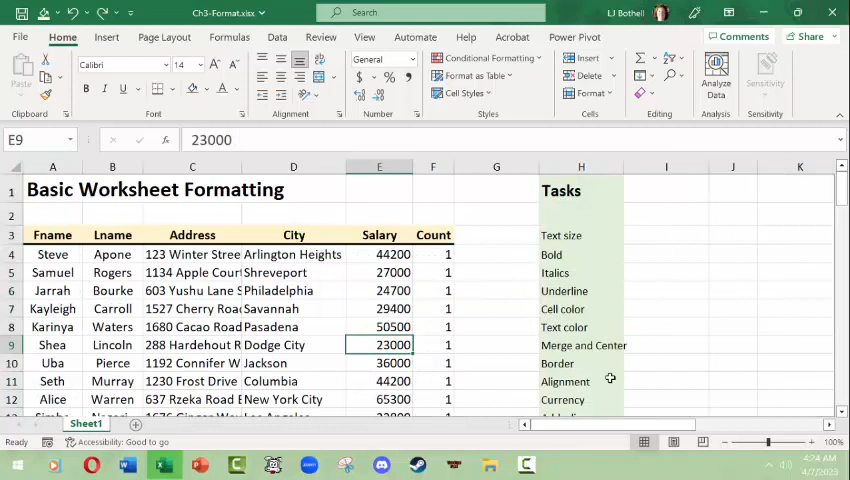 Ch3-Format.xlsx
Search
LJ Bothell
File Home Insert Page Layout Formulas Data Review View Automate Help Acrobat Power Pivot Comments Share
Paste
Calibri 14
General
Conditional Formatting
Format as Table
Cell Styles
Insert
Delete
Format
Analyze Data
Sensitivity
Clipboard Font Alignment Number Styles Cells Editing Analysis Sensitivity
E9 fx 23000
A B C D E F G H I J K
1 Basic Worksheet Formatting Tasks
2
3 Fname Lname Address City Salary Count Text size
4 Steve Apone 123 Winter Stree Arlington Heights 44200 1 Bold
5 Samuel Rogers 1134 Apple Cour Shreveport 27000 1 Italics
6 Jarrah Bourke 603 Yushu Lane S Philadelphia 24700 1 Underline
7 Kayleigh Carroll 1527 Cherry Road Savannah 29400 1 Cell color
8 Karinya Waters 1680 Cacao Road Pasadena 50500 1 Text color
9 Shea Lincoln 288 Hardehout R Dodge City 23000 1 Merge and Center
10 Uba Pierce 1192 Connifer W Jackson 36000 1 Border
11 Seth Murray 1230 Frost Drive Columbia 44200 1 Alignment
12 Alice Warren 637 Rzeka Road E New York City 65300 1 Currency
Sheet1
Ready Accessibility: Good to go 100%
4:24 AM
4/7/2023